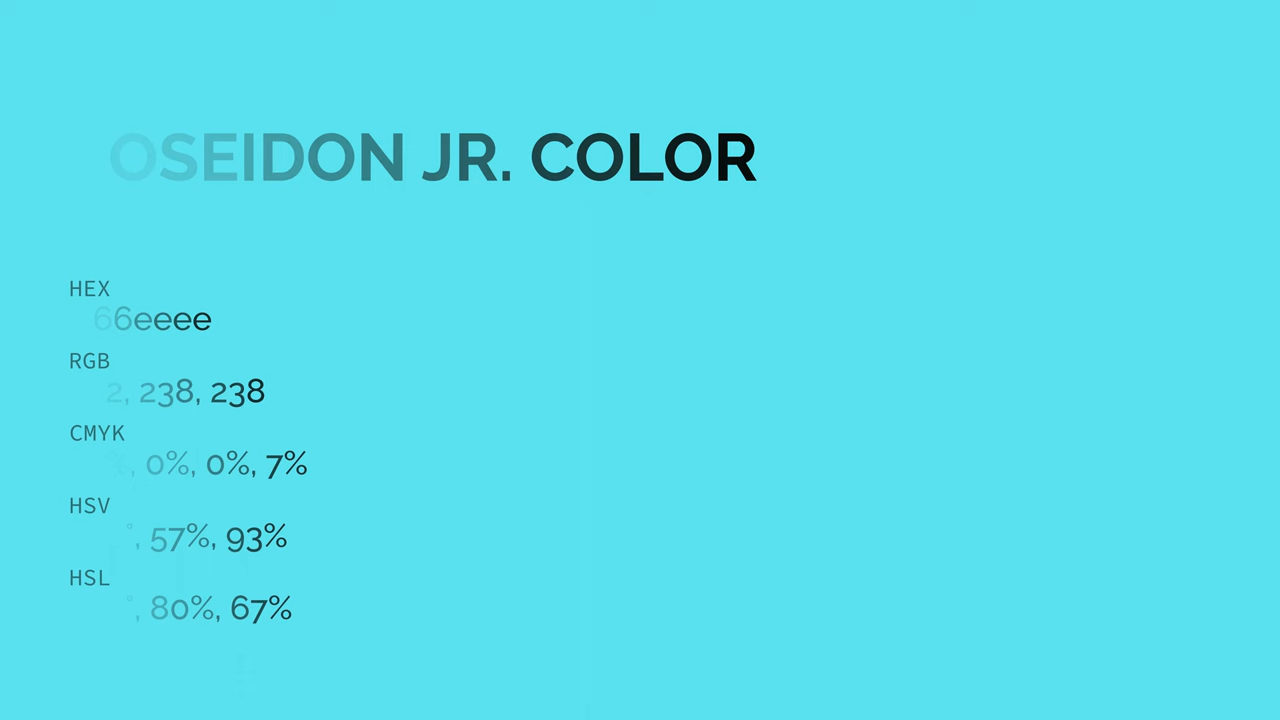 OSEIDON JR. COLOR
HEX
66eeee
RGB
2, 238, 238
CMYK
%, 0%, 0%, 7%
HSV
°, 57%, 93%
HSL
°, 80%, 67%